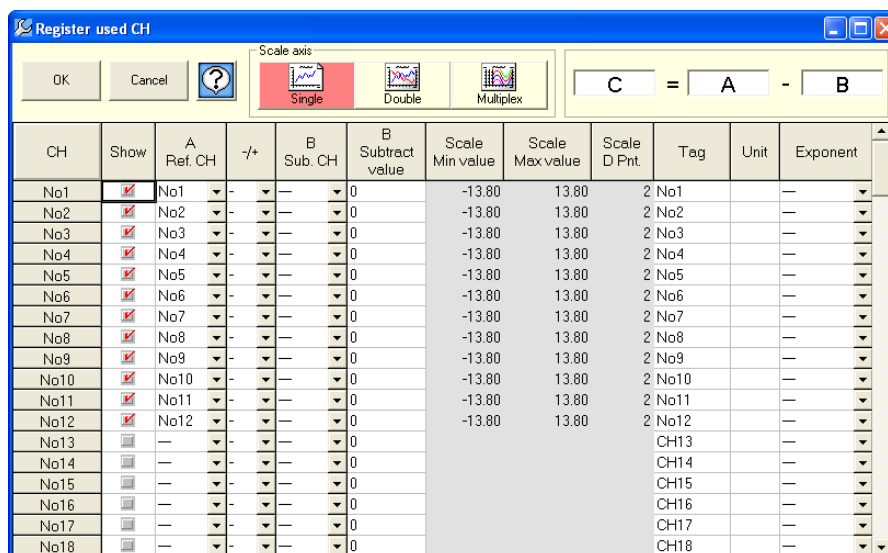 Register used CH
OK Cancel Scale axis Single Double Multiplex C = A - B
CH Show A Ref. CH -/+ B Sub. CH B Subtract value Scale Min value Scale Max value Scale D Pnt. Tag Unit Exponent
No1 No1 - — 0 -13.80 13.80 2 No1 —
No2 No2 - — 0 -13.80 13.80 2 No2 —
No3 No3 - — 0 -13.80 13.80 2 No3 —
No4 No4 - — 0 -13.80 13.80 2 No4 —
No5 No5 - — 0 -13.80 13.80 2 No5 —
No6 No6 - — 0 -13.80 13.80 2 No6 —
No7 No7 - — 0 -13.80 13.80 2 No7 —
No8 No8 - — 0 -13.80 13.80 2 No8 —
No9 No9 - — 0 -13.80 13.80 2 No9 —
No10 No10 - — 0 -13.80 13.80 2 No10 —
No11 No11 - — 0 -13.80 13.80 2 No11 —
No12 No12 - — 0 -13.80 13.80 2 No12 —
No13 — - — 0 CH13 —
No14 — - — 0 CH14 —
No15 — - — 0 CH15 —
No16 — - — 0 CH16 —
No17 — - — 0 CH17 —
No18 — - — 0 CH18 —